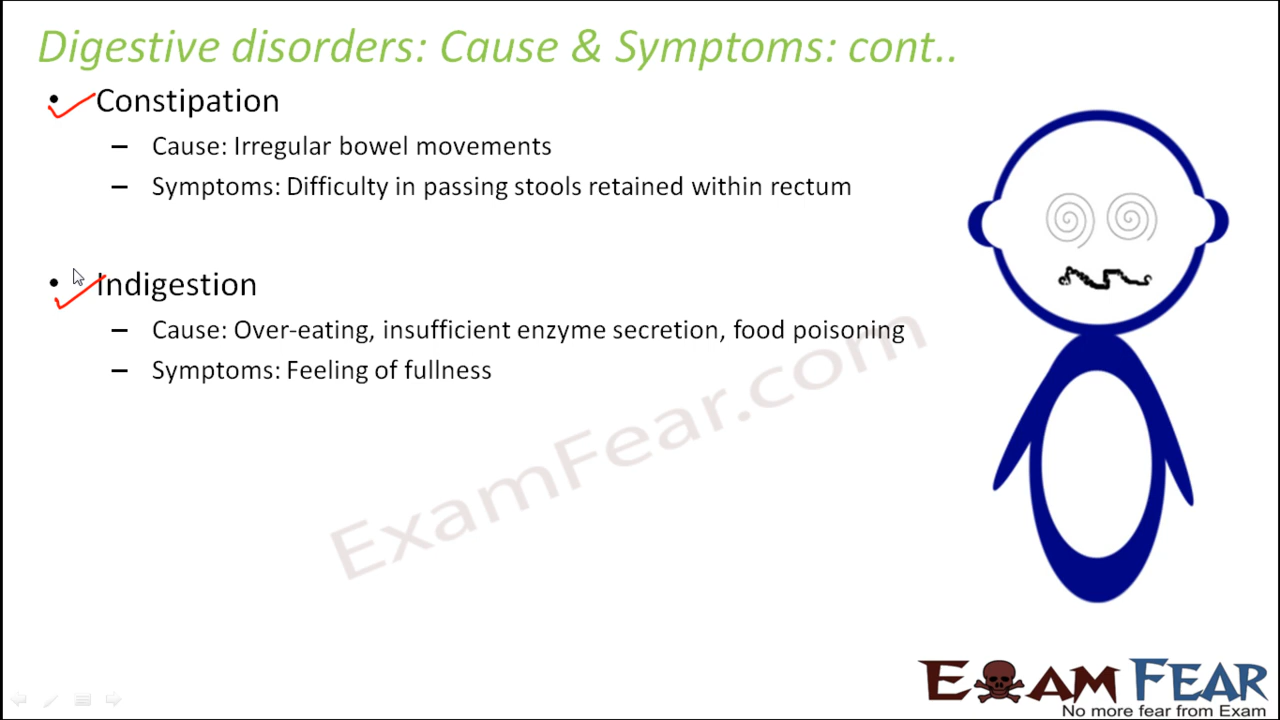 Digestive disorders: Cause & Symptoms: cont..
• Constipation
– Cause: Irregular bowel movements
– Symptoms: Difficulty in passing stools retained within rectum
• Indigestion
– Cause: Over-eating, insufficient enzyme secretion, food poisoning
– Symptoms: Feeling of fullness
ExamFear.com
EXAM FEAR
No more fear from Exam